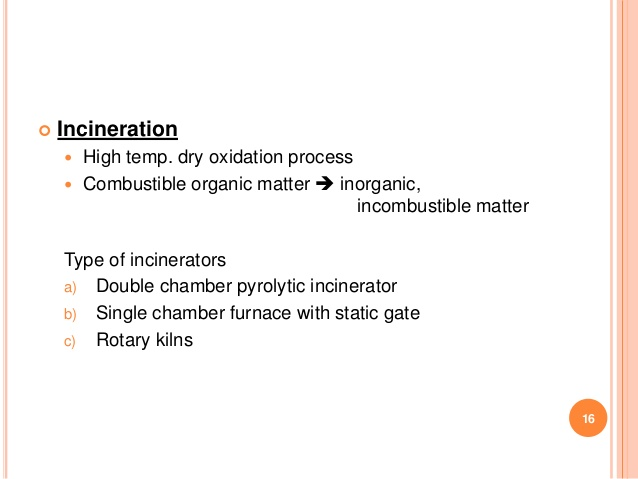 Incineration
High temp. dry oxidation process
Combustible organic matter ➔ inorganic,
incombustible matter
Type of incinerators
a) Double chamber pyrolytic incinerator
b) Single chamber furnace with static gate
c) Rotary kilns
16